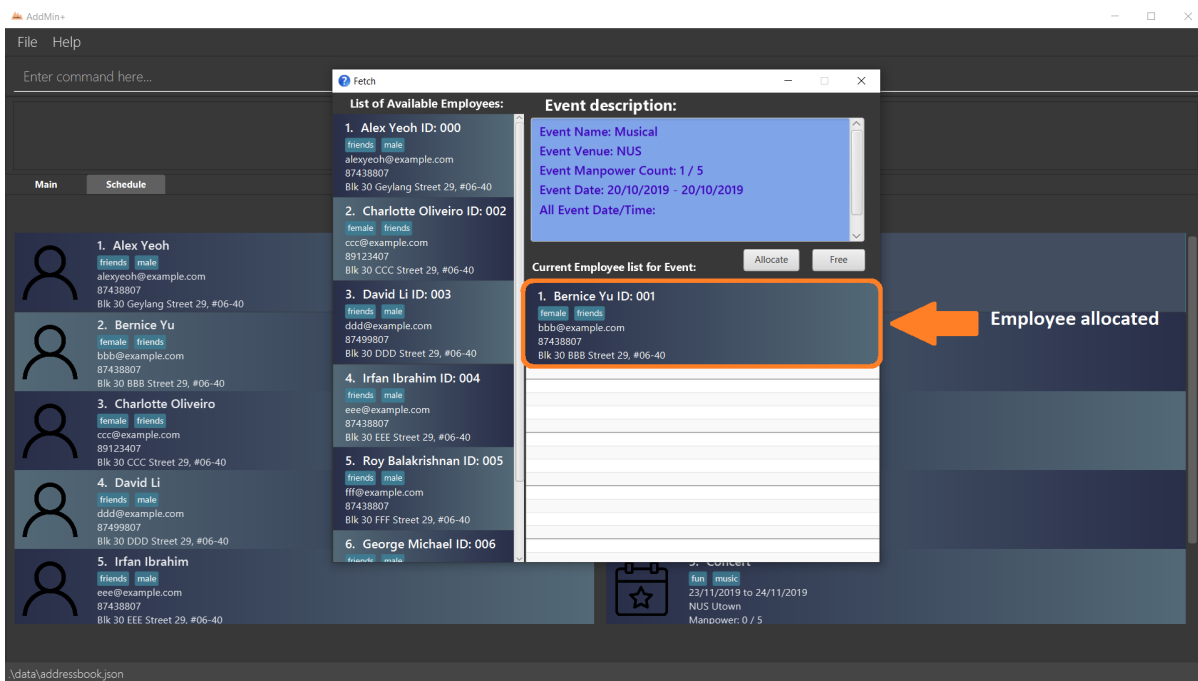 AddMin+
File Help
Enter command here...
Main Schedule
1. Alex Yeoh
friends male
alexyeoh@example.com
87438807
Blk 30 Geylang Street 29, #06-40
2. Bernice Yu
female friends
bbb@example.com
87438807
Blk 30 BBB Street 29, #06-40
3. Charlotte Oliveiro
female friends
ccc@example.com
89123407
Blk 30 CCC Street 29, #06-40
4. David Li
friends male
ddd@example.com
87499807
Blk 30 DDD Street 29, #06-40
5. Irfan Ibrahim
friends male
eee@example.com
87438807
Blk 30 EEE Street 29, #06-40
Fetch
List of Available Employees:
1. Alex Yeoh ID: 000
friends male
alexyeoh@example.com
87438807
Blk 30 Geylang Street 29, #06-40
2. Charlotte Oliveiro ID: 002
female friends
ccc@example.com
89123407
Blk 30 CCC Street 29, #06-40
3. David Li ID: 003
friends male
ddd@example.com
87499807
Blk 30 DDD Street 29, #06-40
4. Irfan Ibrahim ID: 004
friends male
eee@example.com
87438807
Blk 30 EEE Street 29, #06-40
5. Roy Balakrishnan ID: 005
friends male
fff@example.com
87438807
Blk 30 FFF Street 29, #06-40
6. George Michael ID: 006
friends male
Event description:
Event Name: Musical
Event Venue: NUS
Event Manpower Count: 1 / 5
Event Date: 20/10/2019 - 20/10/2019
All Event Date/Time:
Current Employee list for Event:
Allocate Free
1. Bernice Yu ID: 001
female friends
bbb@example.com
87438807
Blk 30 BBB Street 29, #06-40
Employee allocated
Concert
fun music
23/11/2019 to 24/11/2019
NUS Utown
Manpower: 0 / 5
.\data\addressbook.json